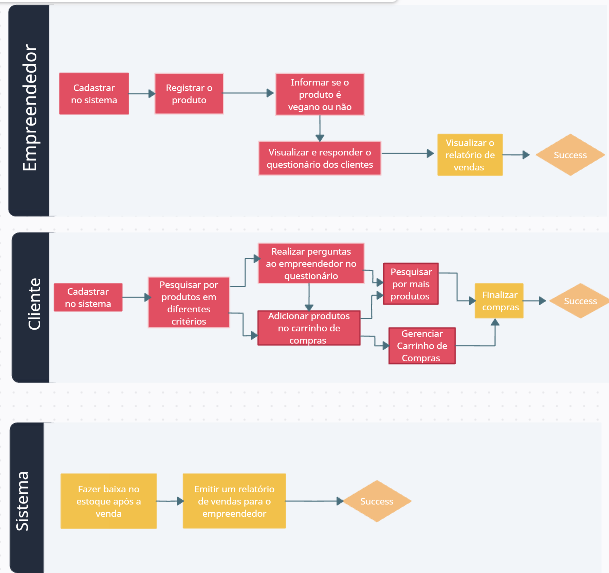 Empreendedor
Cadastrar
no sistema
Registrar o
produto
Informar se o
produto é
vegano ou não
Visualizar e responder o
questionário dos clientes
Visualizar o
relatório de
vendas
Success
Cliente
Cadastrar
no sistema
Pesquisar por
produtos em
diferentes
critérios
Realizar perguntas
ao empreendedor no
questionário
Adicionar produtos
no carrinho de
compras
Pesquisar
por mais
produtos
Gerenciar
Carrinho de
Compras
Finalizar
compras
Success
Sistema
Fazer baixa no
estoque após a
venda
Emitir um relatório
de vendas para o
empreendedor
Success